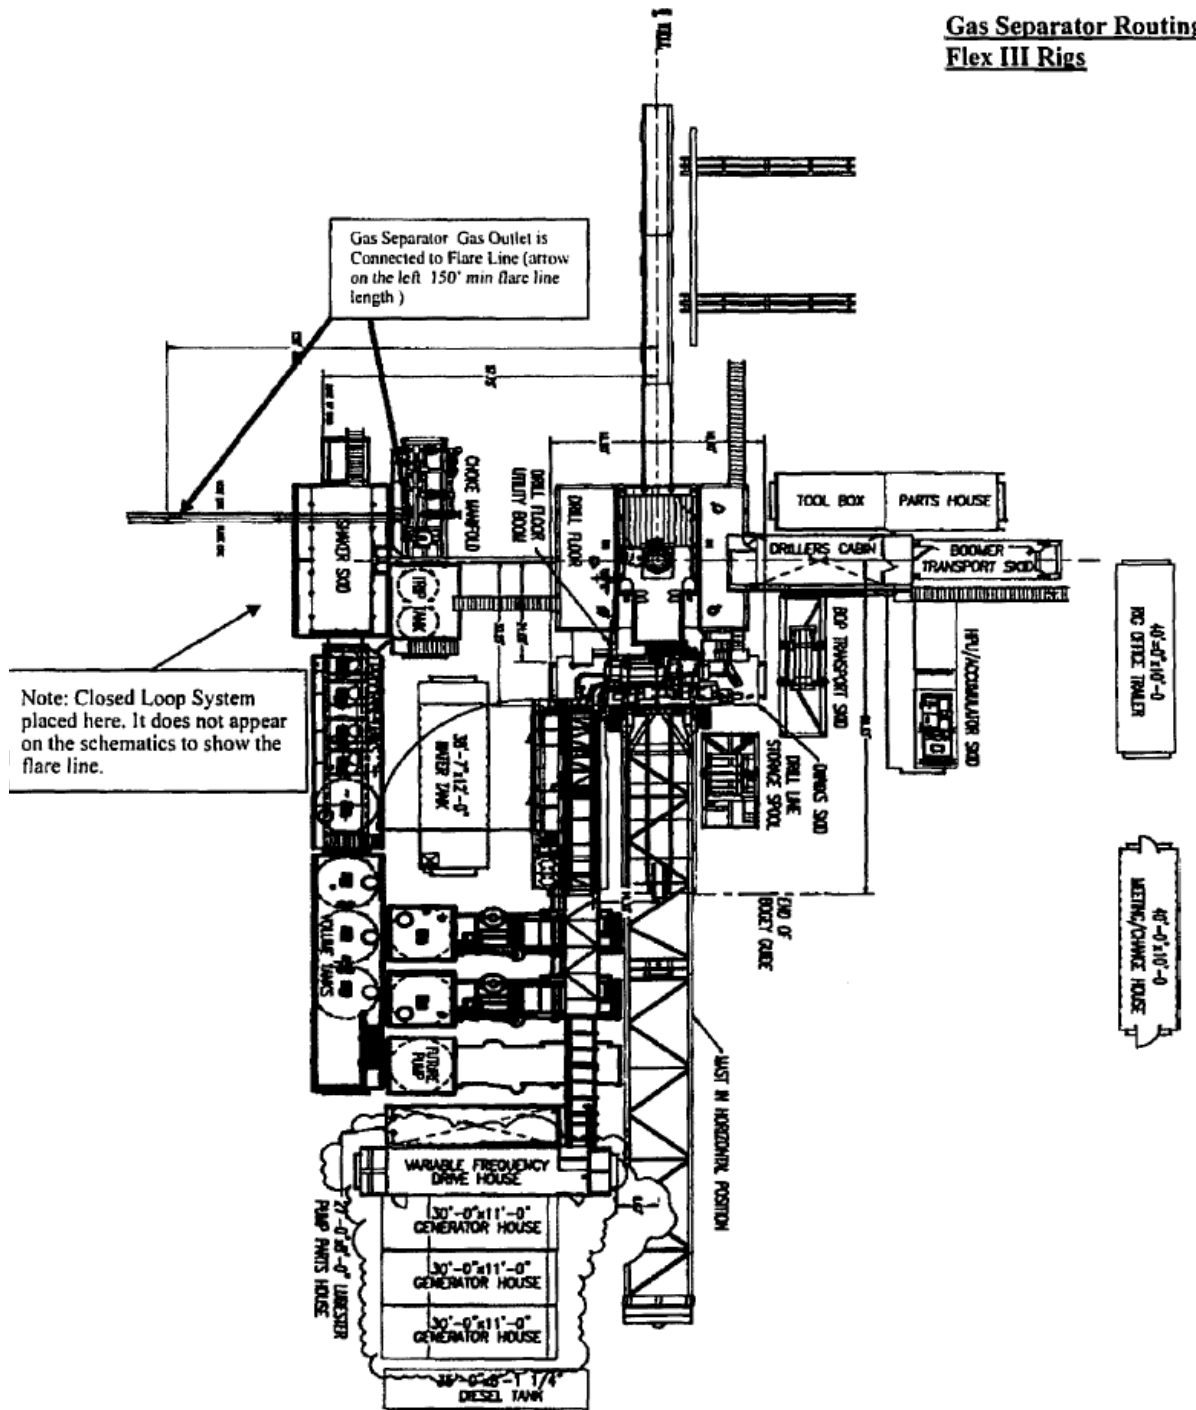 Gas Separator Routing
Flex III Rigs
WELL
Gas Separator Gas Outlet is
Connected to Flare Line (arrow
on the left 150' min flare line
length )
CHOKE MANIFOLD
DRILL FLOOR
UTILITY BOOM
DRILL FLOOR
SHAKER SKID
TRIP
TANK
TOOL BOX
PARTS HOUSE
DRILLERS CABIN
BOOMER
TRANSPORT SKID
BOP TRANSPORT SKID
HPU/ACCUMULATOR SKID
40'-0"x10'-0
RIG OFFICE TRAILER
Note: Closed Loop System
placed here. It does not appear
on the schematics to show the
flare line.
WATER TANK
DRILL LINE
STORAGE SPOOL
END OF
BOGEY GUIDE
40'-0"x10'-0
MEETING/CHANGE HOUSE
VOLUME TANKS
FUTURE
PUMP
MAST IN HORIZONTAL POSITION
VARIABLE FREQUENCY
DRIVE HOUSE
PUMP PARTS HOUSE
30'-0"x11'-0"
GENERATOR HOUSE
30'-0"x11'-0"
GENERATOR HOUSE
30'-0"x11'-0"
GENERATOR HOUSE
DIESEL TANK